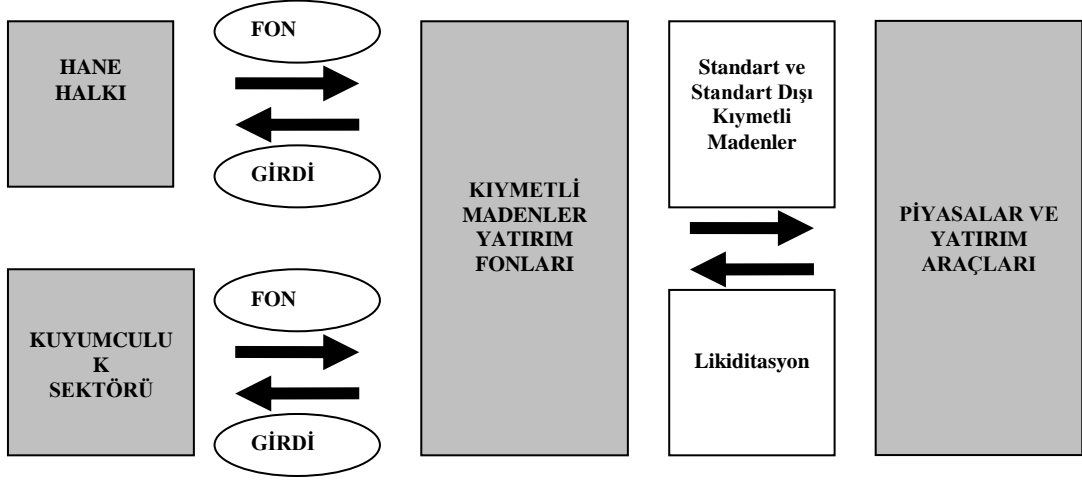 HANE
HALKI
FON
GİRDİ
KUYUMCULU
K
SEKTÖRÜ
FON
GİRDİ
KIYMETLİ
MADENLER
YATIRIM
FONLARI
Standart ve
Standart Dışı
Kıymetli
Madenler
Likiditasyon
PİYASALAR VE
YATIRIM
ARAÇLARI